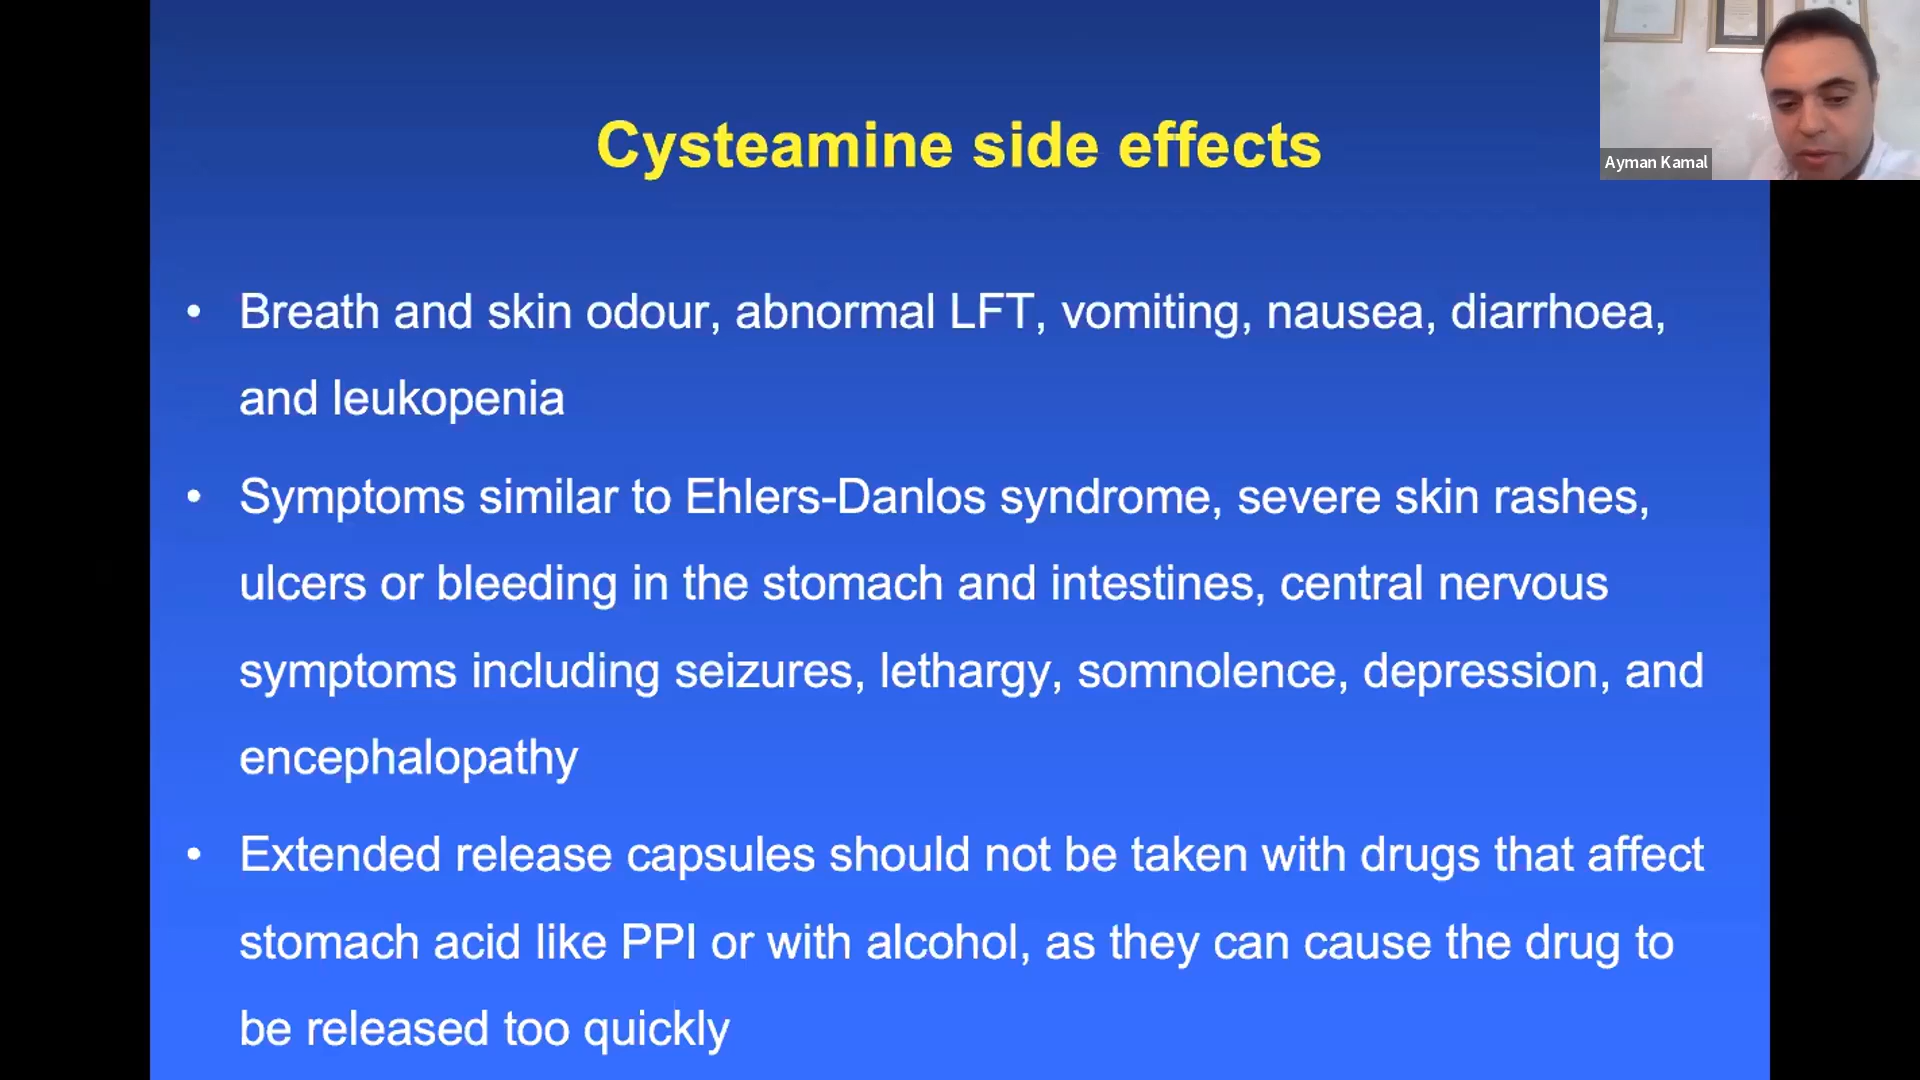 Cysteamine side effects
Ayman Kamal
• Breath and skin odour, abnormal LFT, vomiting, nausea, diarrhoea,
and leukopenia
• Symptoms similar to Ehlers-Danlos syndrome, severe skin rashes,
ulcers or bleeding in the stomach and intestines, central nervous
symptoms including seizures, lethargy, somnolence, depression, and
encephalopathy
• Extended release capsules should not be taken with drugs that affect
stomach acid like PPI or with alcohol, as they can cause the drug to
be released too quickly